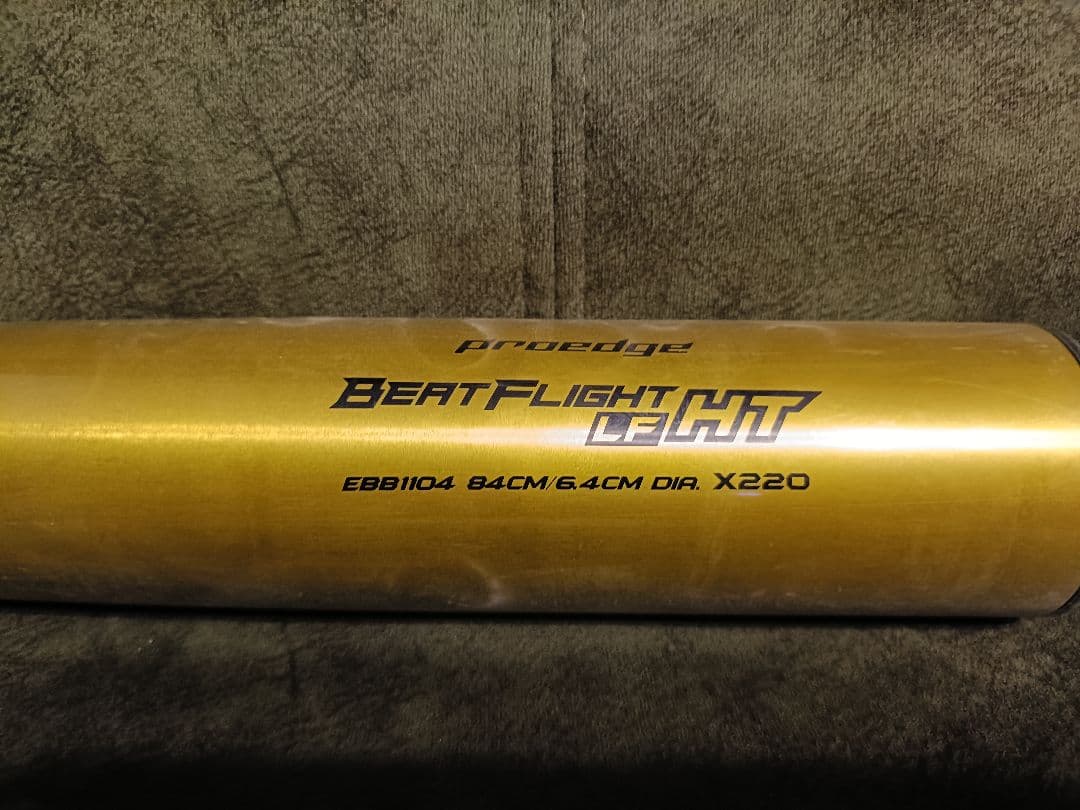 proedge
BEATFLIGHT HT
LF
EBB1104 84CM/6.4CM DIA. X220